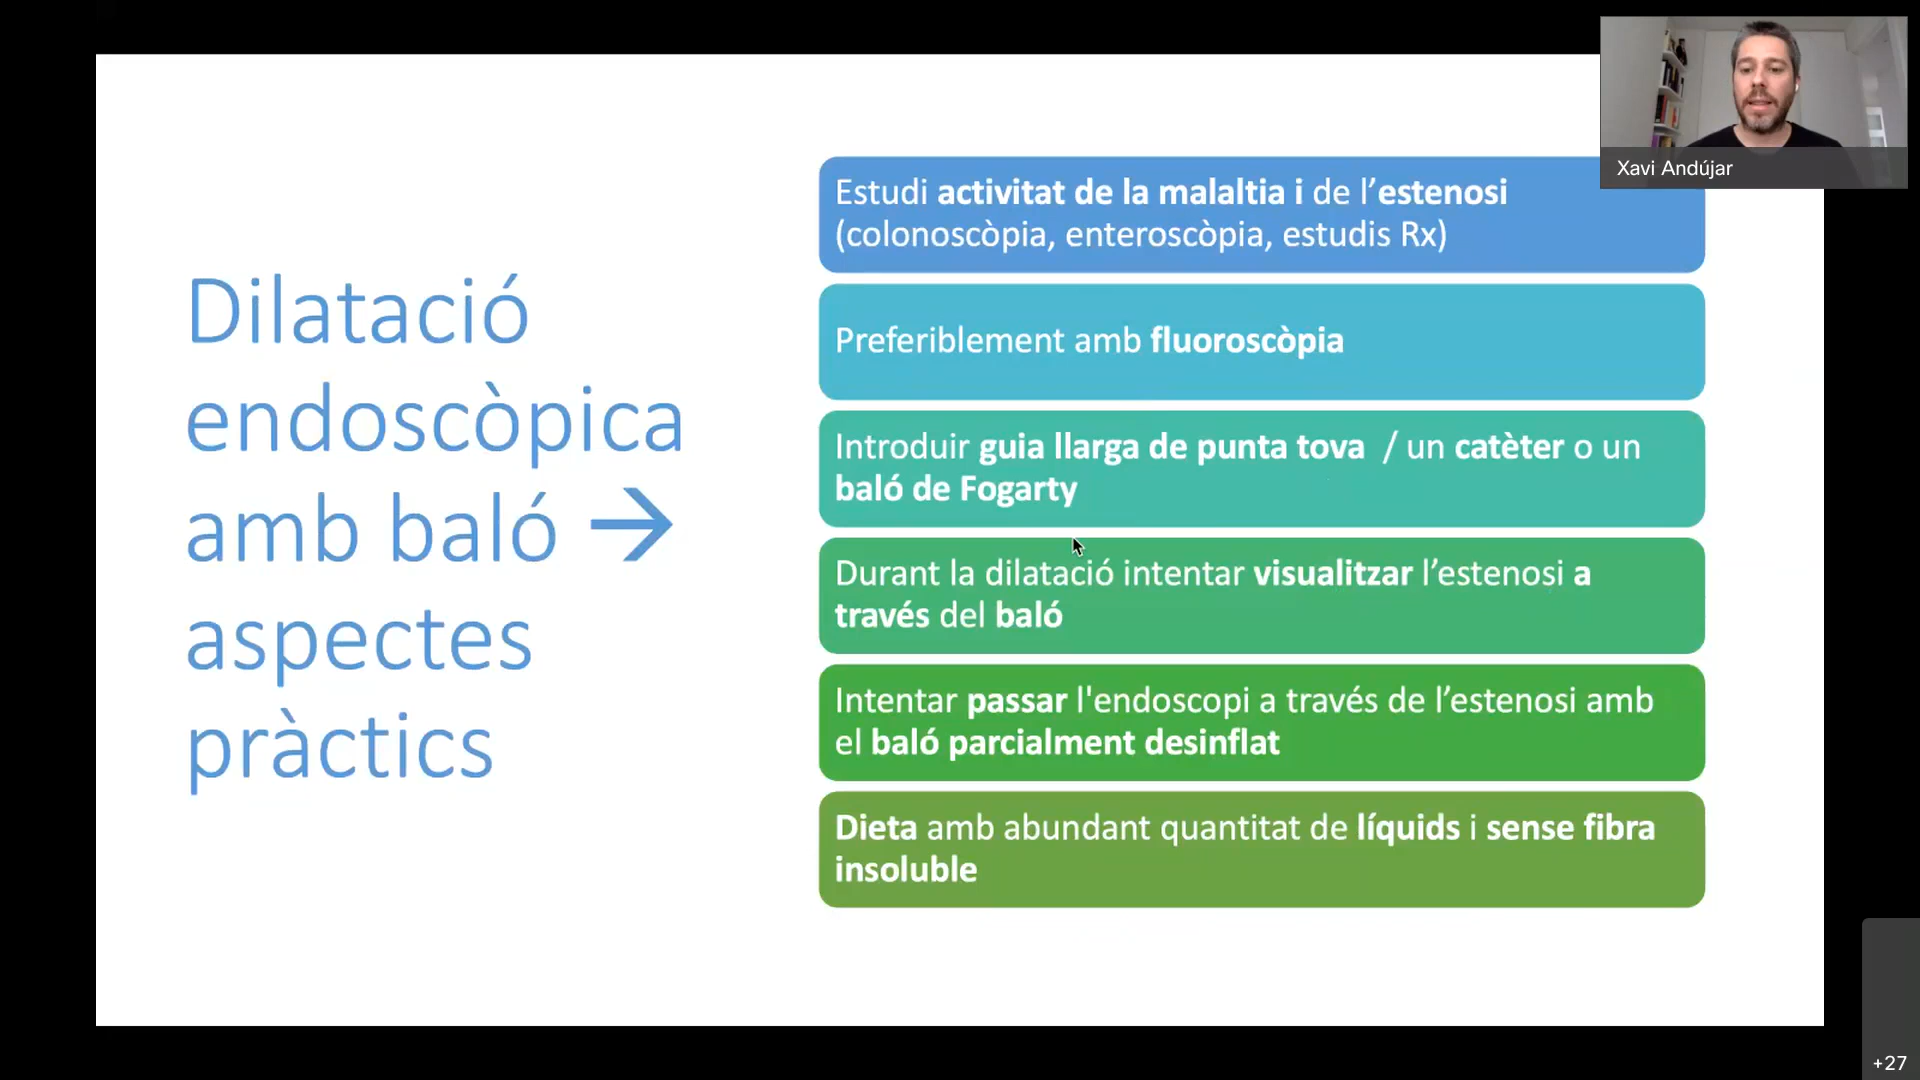 Dilatació
endoscòpica
amb baló →
aspectes
pràctics
Estudi activitat de la malaltia i de l’estenosi
(colonoscòpia, enteroscòpia, estudis Rx)
Preferiblement amb fluoroscòpia
Introduir guia llarga de punta tova / un catèter o un
baló de Fogarty
Durant la dilatació intentar visualitzar l’estenosi a
través del baló
Intentar passar l'endoscopi a través de l’estenosi amb
el baló parcialment desinflat
Dieta amb abundant quantitat de líquids i sense fibra
insoluble
Xavi Andújar
+27